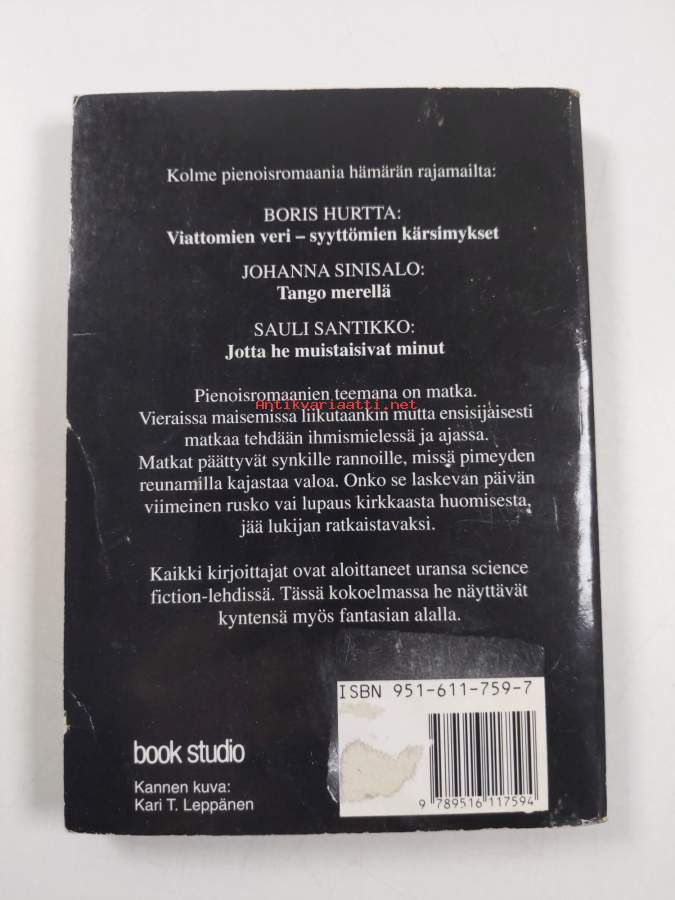 Kolme pienoisromaania hämärän rajamailta:
BORIS HURTTA:
Viattomien veri – syyttömien kärsimykset
JOHANNA SINISALO:
Tango merellä
SAULI SANTIKKO:
Jotta he muistaisivat minut
Pienoisromaanien teemana on matka.
Antikvariaatti.net
Vieraissa maisemissa liikutaankin mutta ensisijaisesti
matkaa tehdään ihmismielessä ja ajassa.
Matkat päättyvät synkille rannoille, missä pimeyden
reunamilla kajastaa valoa. Onko se laskevan päivän
viimeinen rusko vai lupaus kirkkaasta huomisesta,
jää lukijan ratkaistavaksi.
Kaikki kirjoittajat ovat aloittaneet uransa science
fiction-lehdissä. Tässä kokoelmassa he näyttävät
kyntensä myös fantasian alalla.
ISBN 951-611-759-7
9 789516 117594
book studio
Kannen kuva:
Kari T. Leppänen